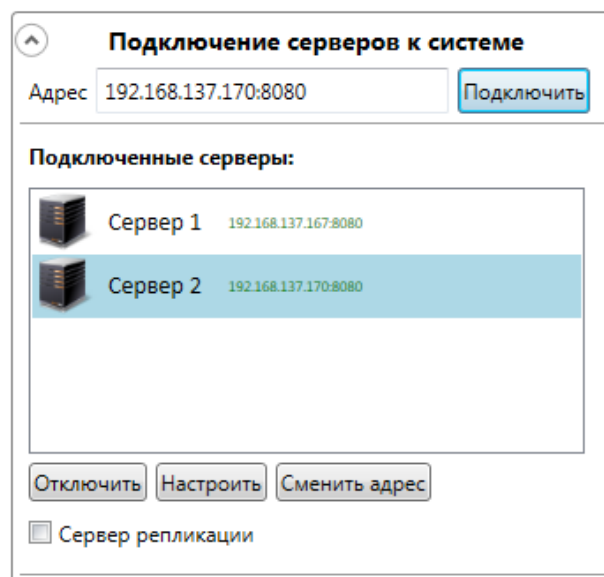 Подключение серверов к системе
Адрес 192.168.137.170:8080 Подключить
Подключенные серверы:
Сервер 1 192.168.137.167:8080
Сервер 2 192.168.137.170:8080
Отключить Настроить Сменить адрес
Сервер репликации